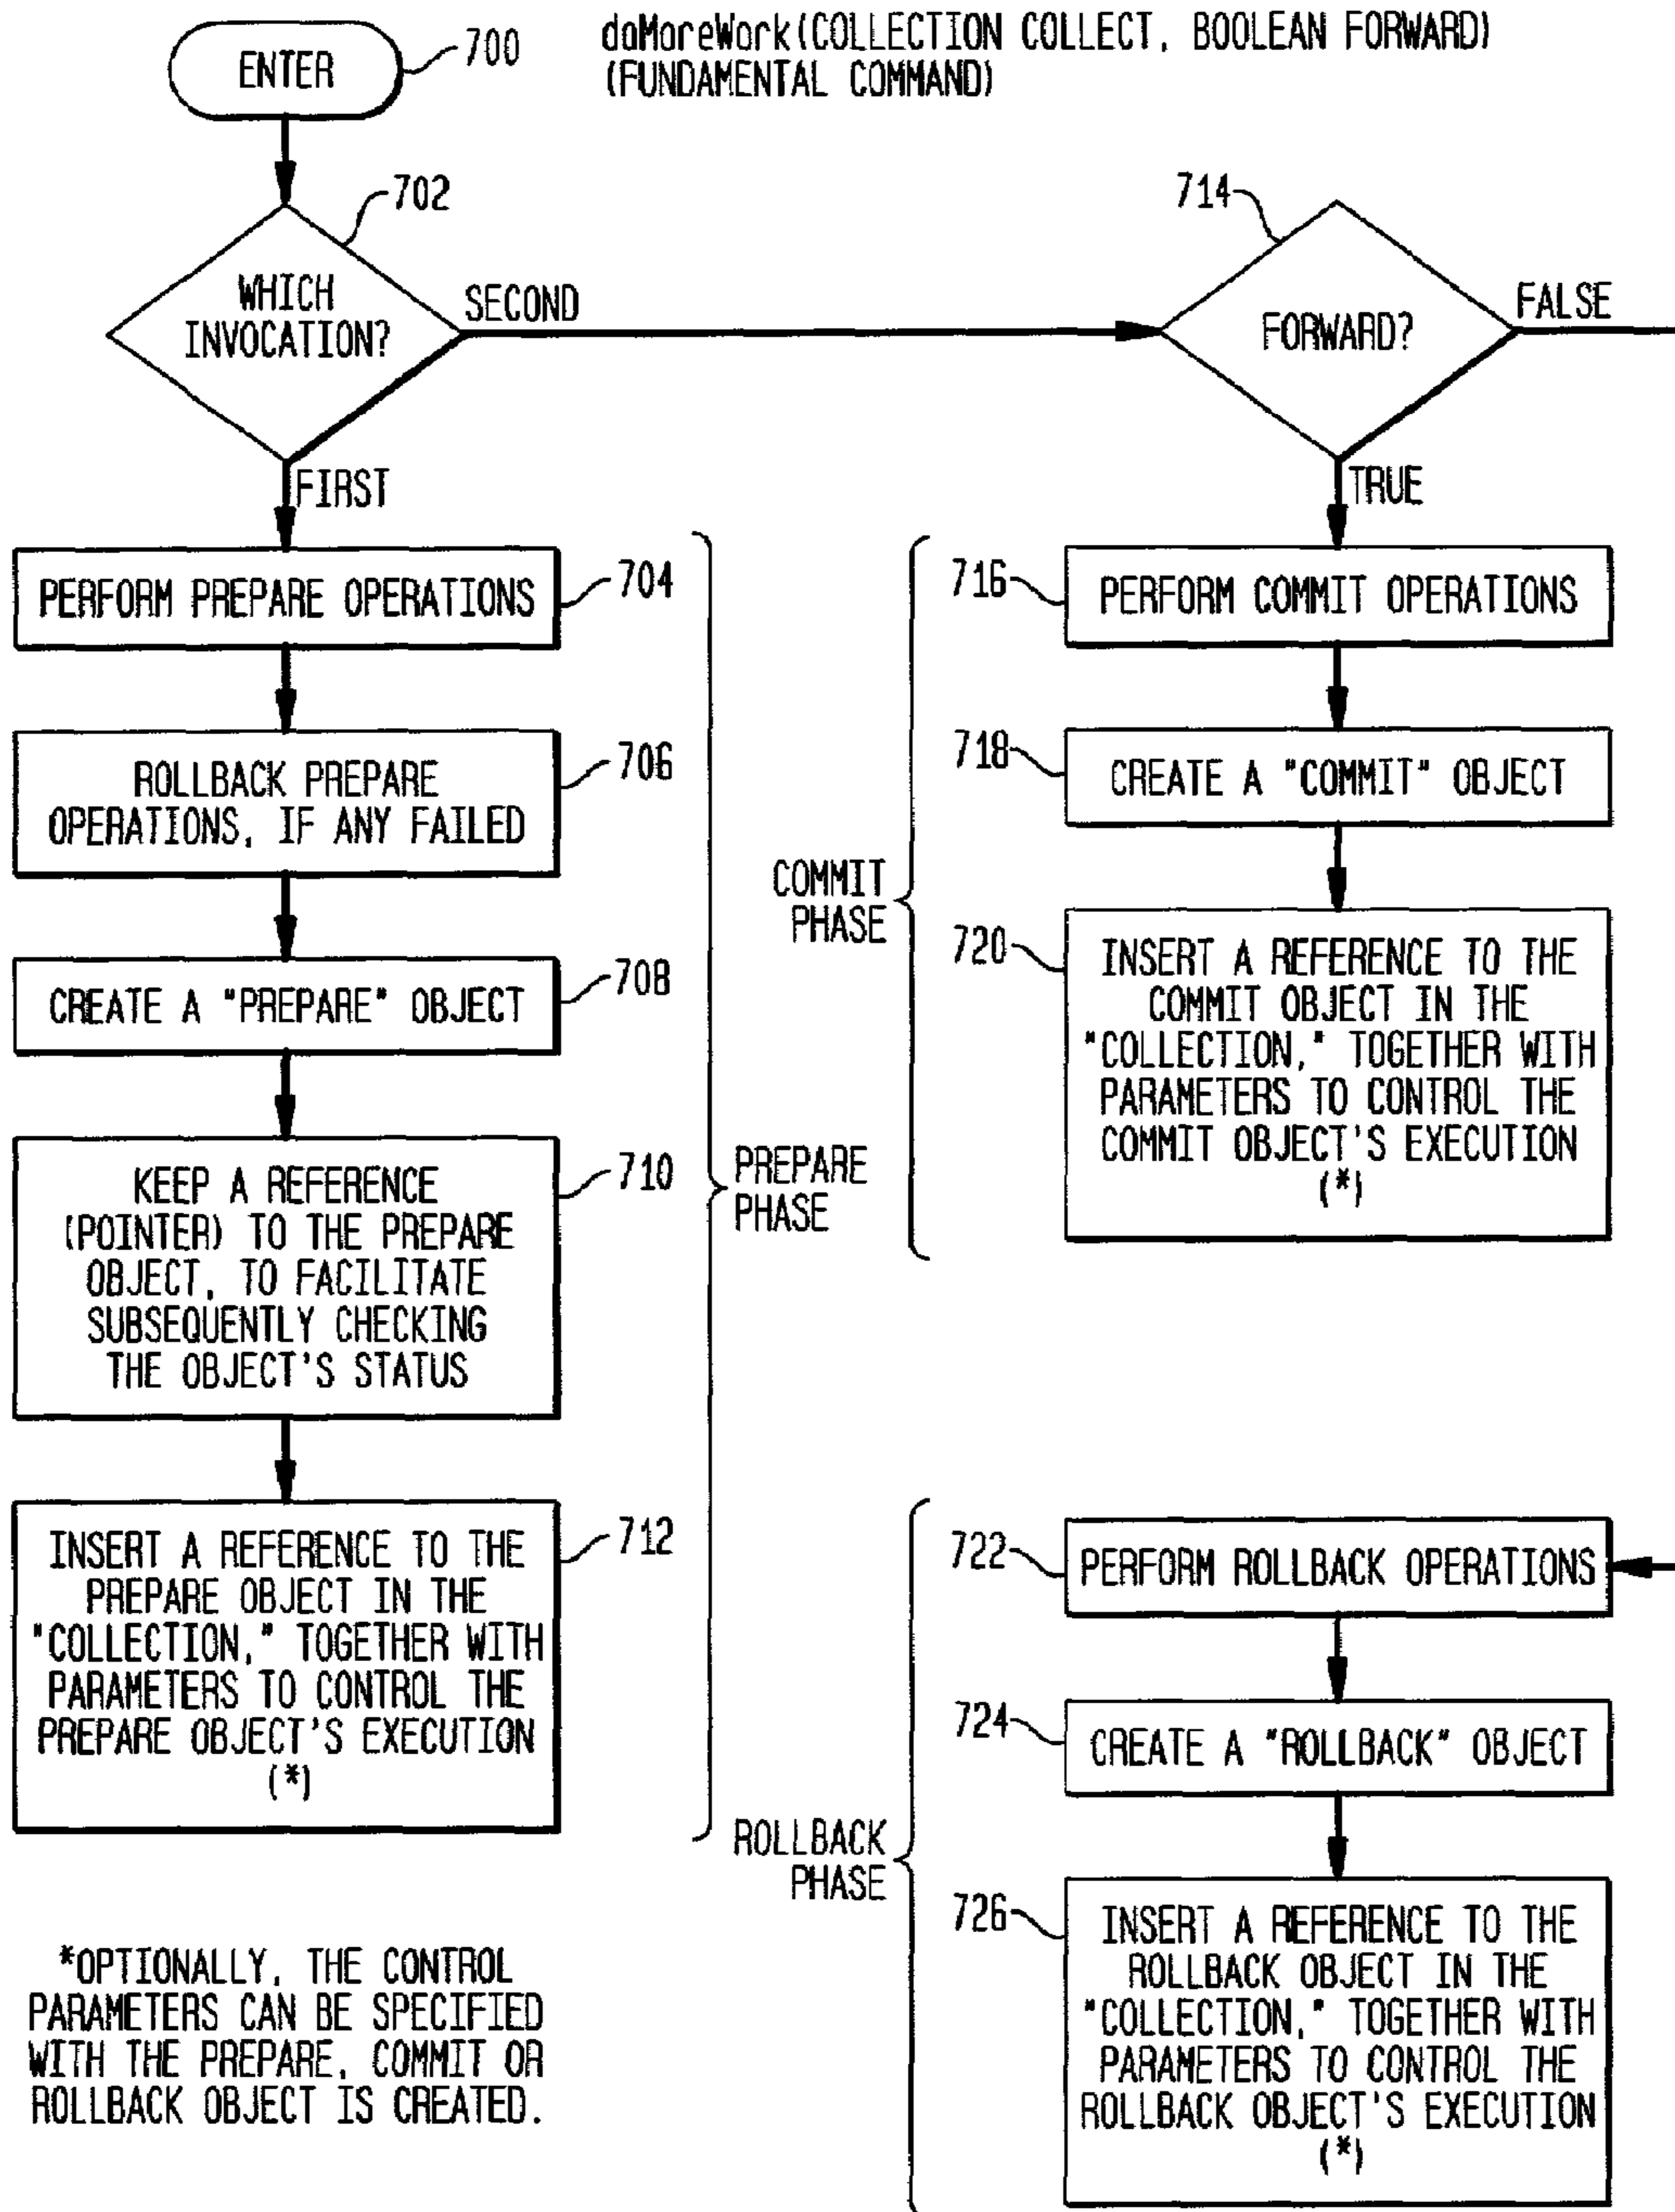 doMoreWork(COLLECTION COLLECT, BOOLEAN FORWARD)
(FUNDAMENTAL COMMAND)
ENTER
700
702
WHICH
INVOCATION?
SECOND
FIRST
714
FORWARD?
FALSE
TRUE
PERFORM PREPARE OPERATIONS
704
ROLLBACK PREPARE
OPERATIONS, IF ANY FAILED
706
CREATE A "PREPARE" OBJECT
708
KEEP A REFERENCE
(POINTER) TO THE PREPARE
OBJECT, TO FACILITATE
SUBSEQUENTLY CHECKING
THE OBJECT'S STATUS
710
INSERT A REFERENCE TO THE
PREPARE OBJECT IN THE
"COLLECTION," TOGETHER WITH
PARAMETERS TO CONTROL THE
PREPARE OBJECT'S EXECUTION
(*)
712
PREPARE
PHASE
COMMIT
PHASE
716
PERFORM COMMIT OPERATIONS
718
CREATE A "COMMIT" OBJECT
720
INSERT A REFERENCE TO THE
COMMIT OBJECT IN THE
"COLLECTION," TOGETHER WITH
PARAMETERS TO CONTROL THE
COMMIT OBJECT'S EXECUTION
(*)
ROLLBACK
PHASE
722
PERFORM ROLLBACK OPERATIONS
724
CREATE A "ROLLBACK" OBJECT
726
INSERT A REFERENCE TO THE
ROLLBACK OBJECT IN THE
"COLLECTION," TOGETHER WITH
PARAMETERS TO CONTROL THE
ROLLBACK OBJECT'S EXECUTION
(*)
*OPTIONALLY, THE CONTROL
PARAMETERS CAN BE SPECIFIED
WITH THE PREPARE, COMMIT OR
ROLLBACK OBJECT IS CREATED.